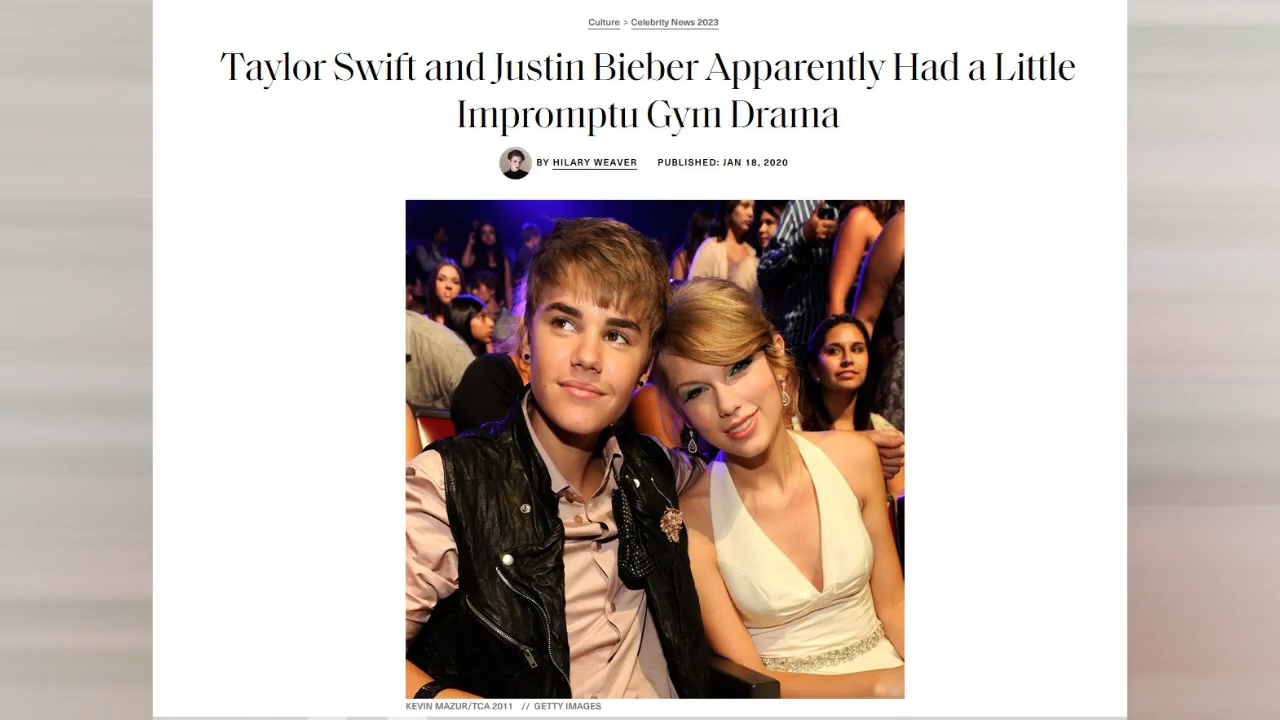 Culture > Celebrity News 2023
Taylor Swift and Justin Bieber Apparently Had a Little
Impromptu Gym Drama
BY HILARY WEAVER PUBLISHED: JAN 18, 2020
KEVIN MAZUR/TCA 2011 // GETTY IMAGES